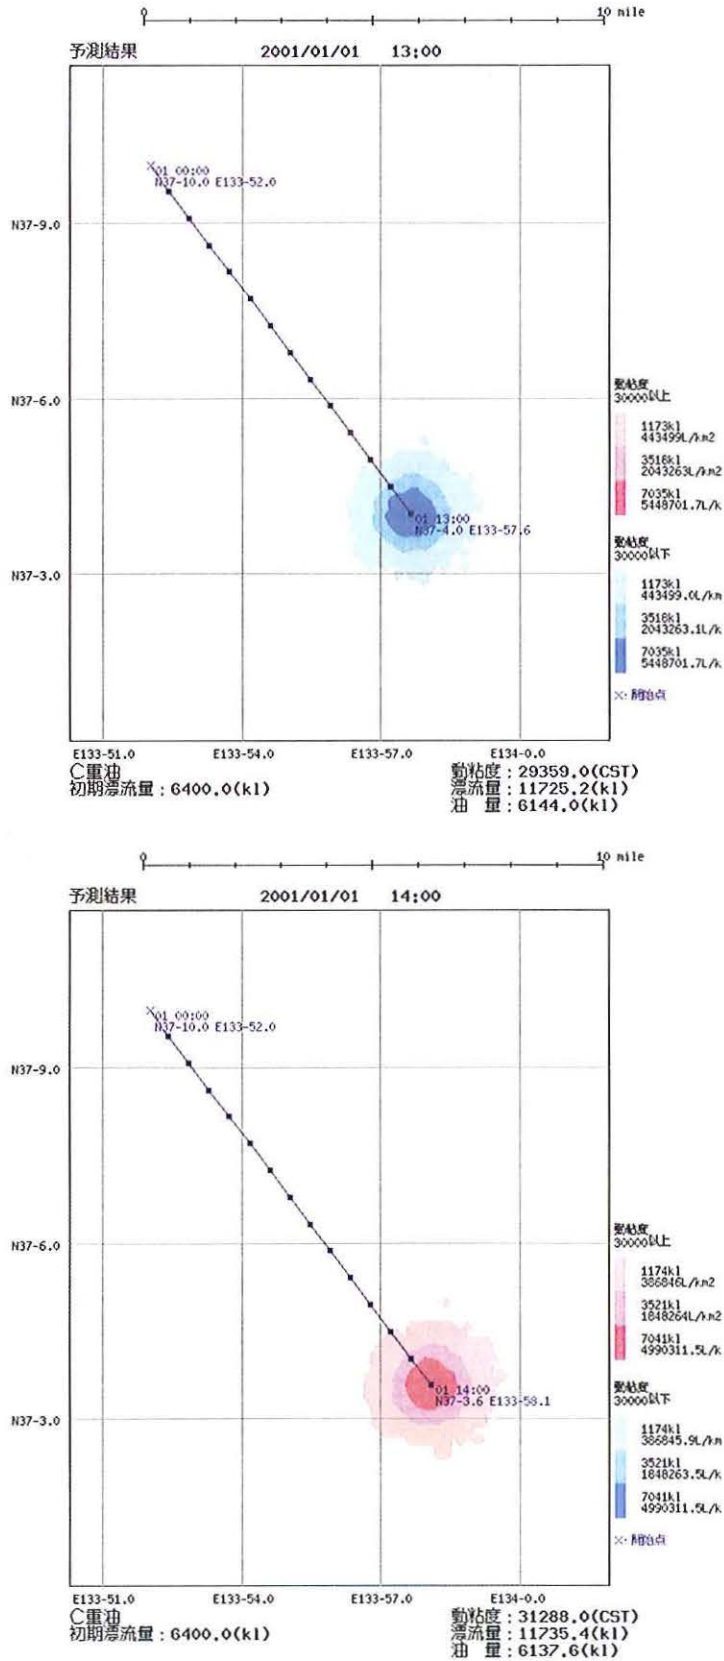 0 10 mile
予測結果 2001/01/01 13:00
01 00:00
N37-10.0 E133-52.0
N37-9.0
N37-6.0
N37-3.0
01 13:00
N37-4.0 E133-57.6
動粘度
30000以上
1173kl
443499L/km2
3518kl
2043263L/km2
7035kl
5448701.7L/k
動粘度
30000以下
1173kl
443499.0L/km
3518kl
2043263.1L/k
7035kl
5448701.7L/k
×: 開始点
E133-51.0 E133-54.0 E133-57.0 E134-0.0
C重油
初期漂流量:6400.0(kl)
動粘度:29359.0(CST)
漂流量:11725.2(kl)
油 量:6144.0(kl)
0 10 mile
予測結果 2001/01/01 14:00
01 00:00
N37-10.0 E133-52.0
N37-9.0
N37-6.0
N37-3.0
01 14:00
N37-3.6 E133-58.1
動粘度
30000以上
1174kl
386846L/km2
3521kl
1848264L/km2
7041kl
4990311.5L/k
動粘度
30000以下
1174kl
386845.9L/km
3521kl
1848263.5L/k
7041kl
4990311.5L/k
×: 開始点
E133-51.0 E133-54.0 E133-57.0 E134-0.0
C重油
初期漂流量:6400.0(kl)
動粘度:31288.0(CST)
漂流量:11735.4(kl)
油 量:6137.6(kl)